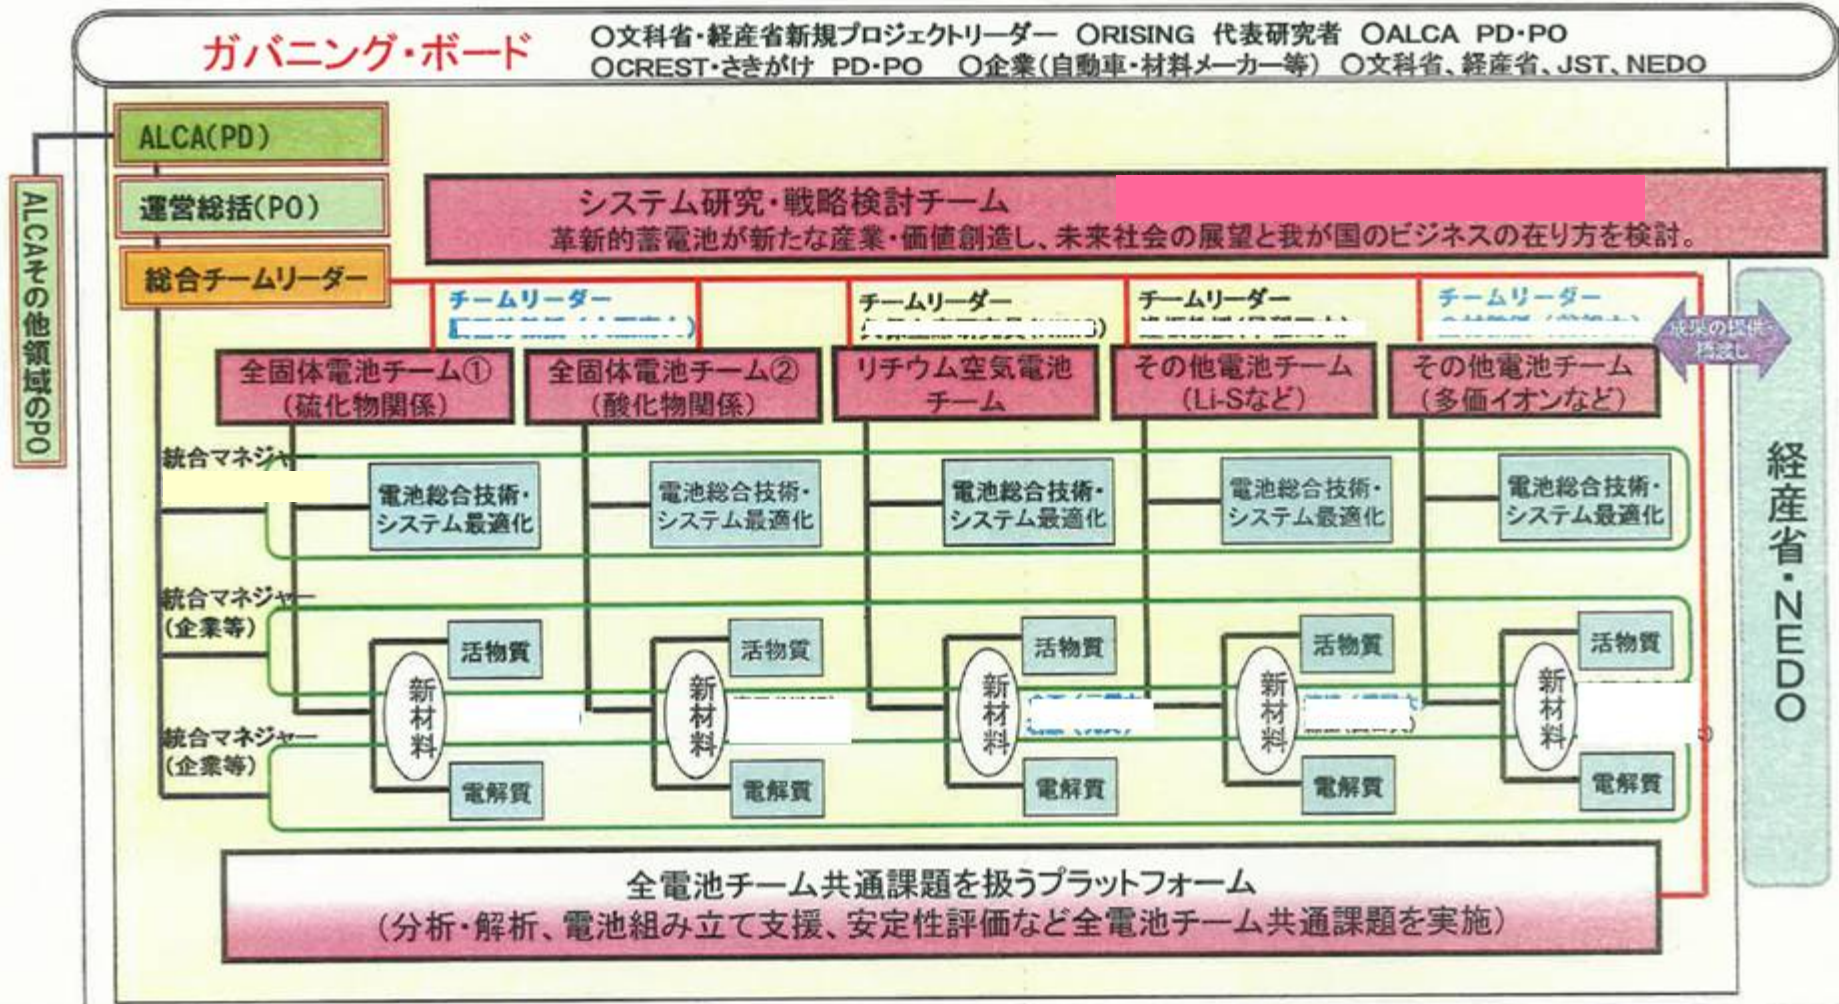 ガバニング・ボード
○文科省・経産省新規プロジェクトリーダー ○RISING 代表研究者 ○ALCA PD・PO
○CREST・さきがけ PD・PO ○企業(自動車・材料メーカー等) ○文科省、経産省、JST、NEDO
ALCA(PD)
運営総括(PO)
総合チームリーダー
ALCAその他領域のPO
システム研究・戦略検討チーム
革新的蓄電池が新たな産業・価値創造し、未来社会の展望と我が国のビジネスの在り方を検討。
チームリーダー
チームリーダー
チームリーダー
チームリーダー
成果の提供・
橋渡し
全固体電池チーム①
(硫化物関係)
全固体電池チーム②
(酸化物関係)
リチウム空気電池
チーム
その他電池チーム
(Li-Sなど)
その他電池チーム
(多価イオンなど)
経産省・NEDO
統合マネジャー
電池総合技術・
システム最適化
電池総合技術・
システム最適化
電池総合技術・
システム最適化
電池総合技術・
システム最適化
電池総合技術・
システム最適化
統合マネジャー
(企業等)
活物質
活物質
活物質
活物質
活物質
新材料
新材料
新材料
新材料
新材料
統合マネジャー
(企業等)
電解質
電解質
電解質
電解質
電解質
全電池チーム共通課題を扱うプラットフォーム
(分析・解析、電池組み立て支援、安定性評価など全電池チーム共通課題を実施)